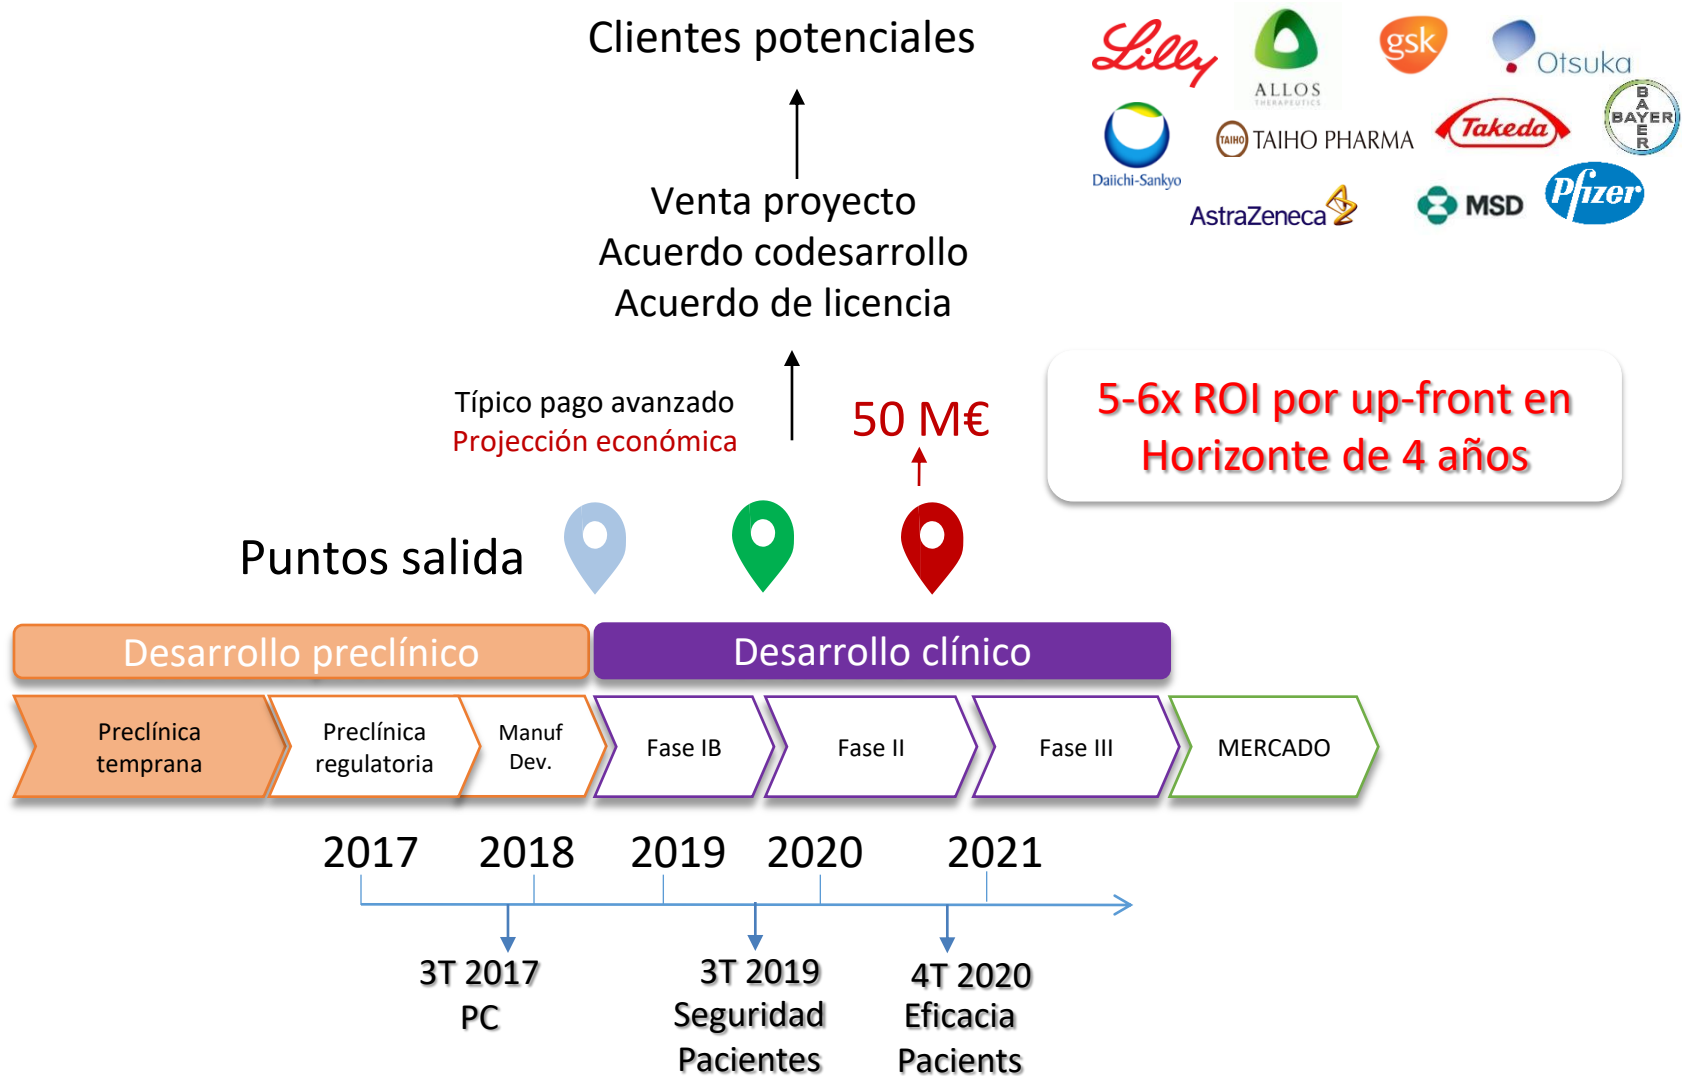 Clientes potenciales
Lilly
ALLOS
THERAPEUTICS
gsk
Otsuka
Daiichi-Sankyo
TAIHO
TAIHO PHARMA
Takeda
BAYER
BAYER
AstraZeneca
MSD
Pfizer
Venta proyecto
Acuerdo codesarrollo
Acuerdo de licencia
Típico pago avanzado
Projección económica
50 M€
5-6x ROI por up-front en
Horizonte de 4 años
Puntos salida
Desarrollo preclínico
Desarrollo clínico
Preclínica
temprana
Preclínica
regulatoria
Manuf
Dev.
Fase IB
Fase II
Fase III
MERCADO
2017
2018
2019
2020
2021
3T 2017
PC
3T 2019
Seguridad
Pacientes
4T 2020
Eficacia
Pacients